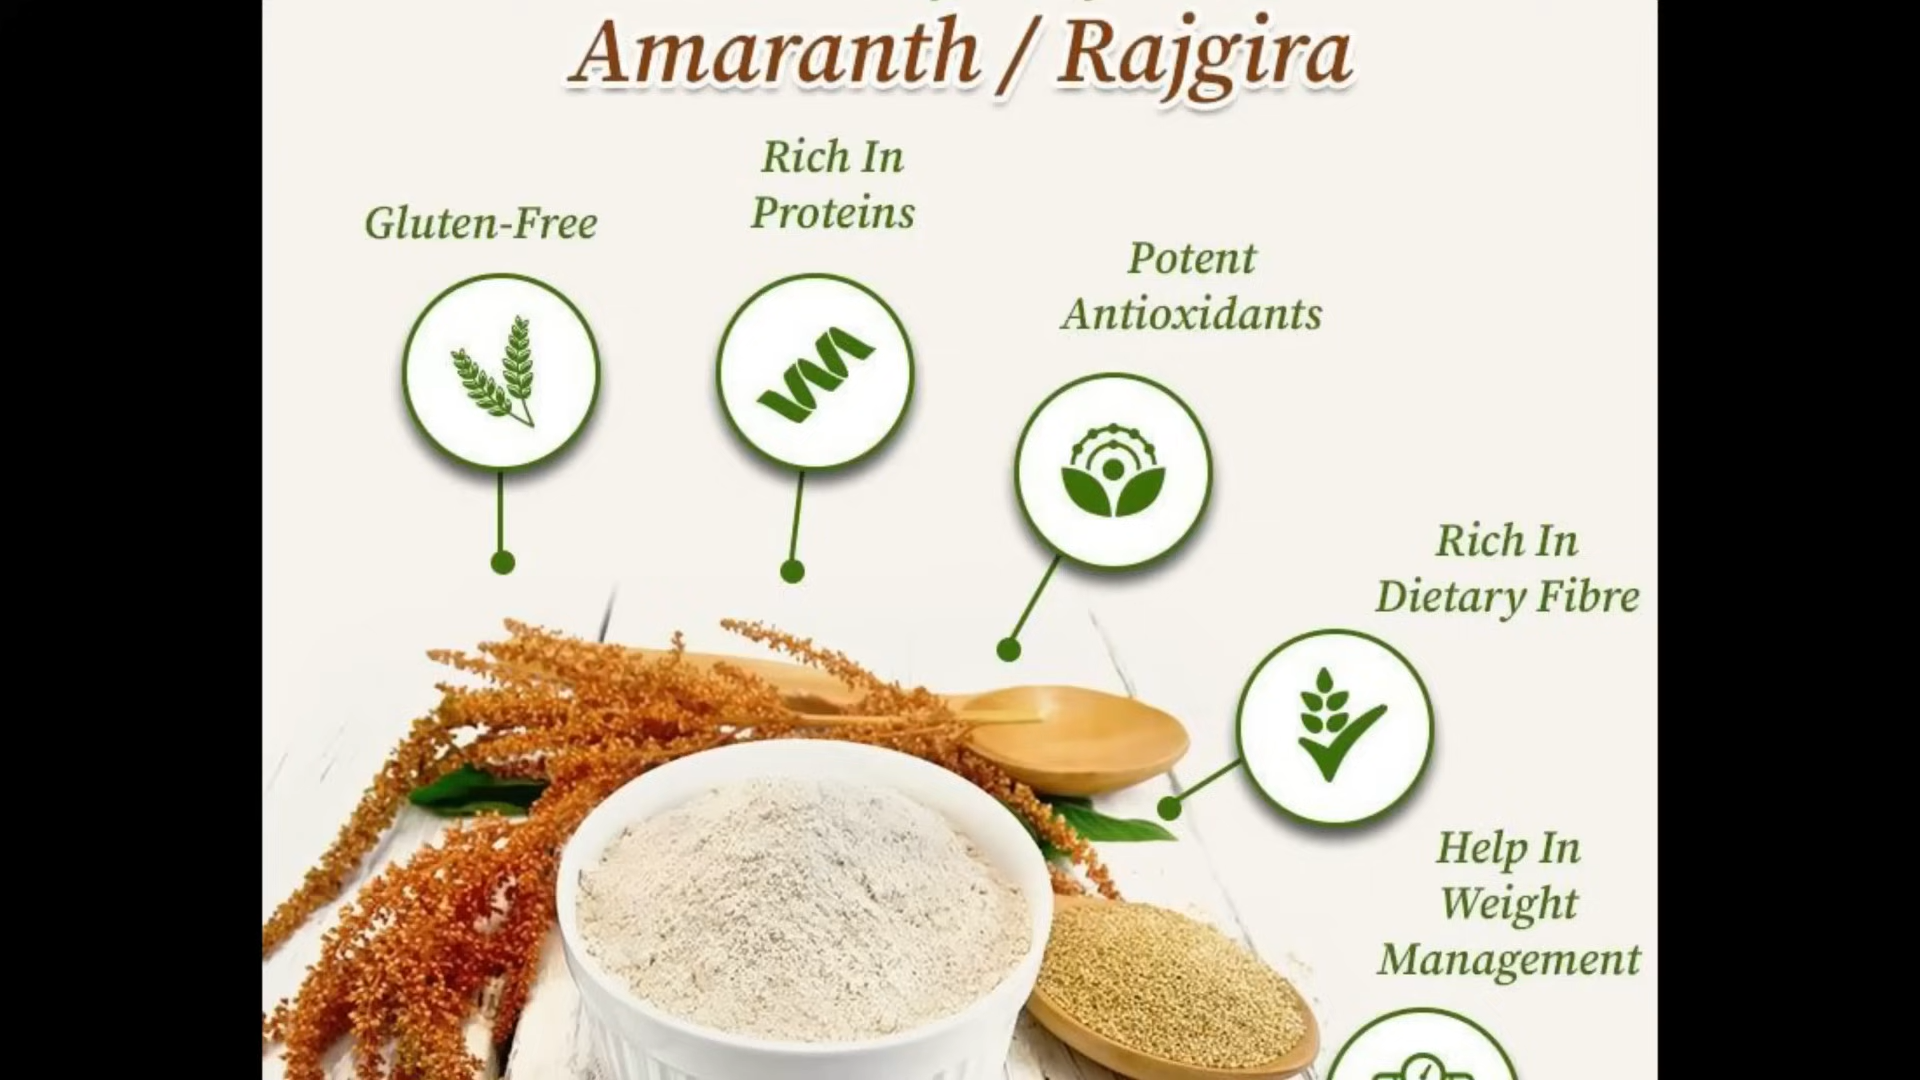 Amaranth / Rajgira
Rich In
Proteins
Gluten-Free
Potent
Antioxidants
Rich In
Dietary Fibre
Help In
Weight
Management